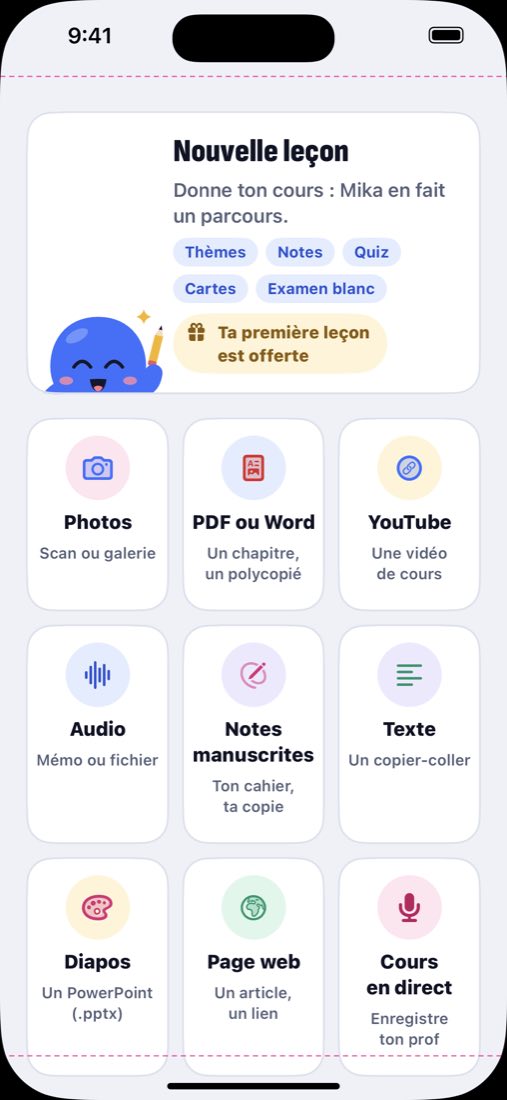 9:41
Nouvelle leçon
Donne ton cours : Mika en fait
un parcours.
Thèmes
Notes
Quiz
Cartes
Examen blanc
Ta première leçon
est offerte
Photos
Scan ou galerie
PDF ou Word
Un chapitre,
un polycopié
YouTube
Une vidéo
de cours
Audio
Mémo ou fichier
Notes
manuscrites
Ton cahier,
ta copie
Texte
Un copier-coller
Diapos
Un PowerPoint
(.pptx)
Page web
Un article,
un lien
Cours
en direct
Enregistre
ton prof